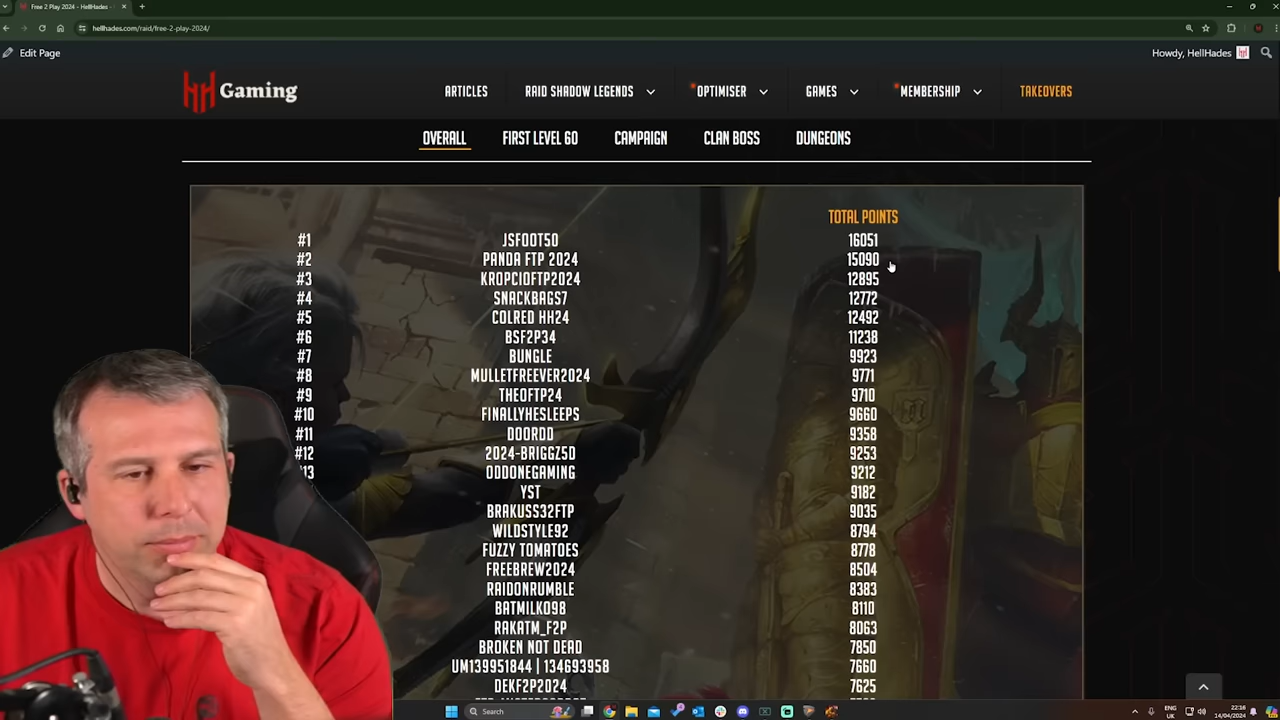 Free 2 Play 2024 - HellHades -
hellhades.com/raid/free-2-play-2024/
Edit Page
Howdy, HellHades
Gaming
ARTICLES RAID SHADOW LEGENDS OPTIMISER GAMES MEMBERSHIP TAKEOVERS
OVERALL FIRST LEVEL 60 CAMPAIGN CLAN BOSS DUNGEONS
TOTAL POINTS
#1 JSFOOT50 16051
#2 PANDA FTP 2024 15090
#3 KROPCIOFTP2024 12895
#4 SNACKBAGS7 12772
#5 COLRED HH24 12492
#6 BSF2P34 11238
#7 BUNGLE 9923
#8 MULLETFREEVER2024 9771
#9 THEOFTP24 9710
#10 FINALLYHESLEEPS 9660
#11 DOORDD 9358
#12 2024-BRIGGZ5D 9253
#13 ODDONEGAMING 9212
YST 9182
BRAKUSS32FTP 9035
WILDSTYLE92 8794
FUZZY TOMATOES 8778
FREEBREW2024 8504
RAIDONRUMBLE 8383
BATMILK098 8110
RAKATM_F2P 8063
BROKEN NOT DEAD 7850
UM139951844 | 134693958 7660
DEKF2P2024 7625
Search
ENG
UK
22:16
14/04/2024